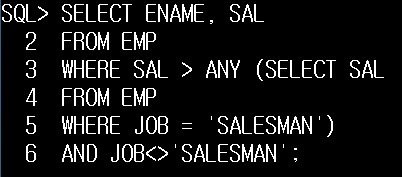 SQL> SELECT ENAME, SAL
2 FROM EMP
3 WHERE SAL > ANY (SELECT SAL
4 FROM EMP
5 WHERE JOB = 'SALESMAN')
6 AND JOB<>'SALESMAN';